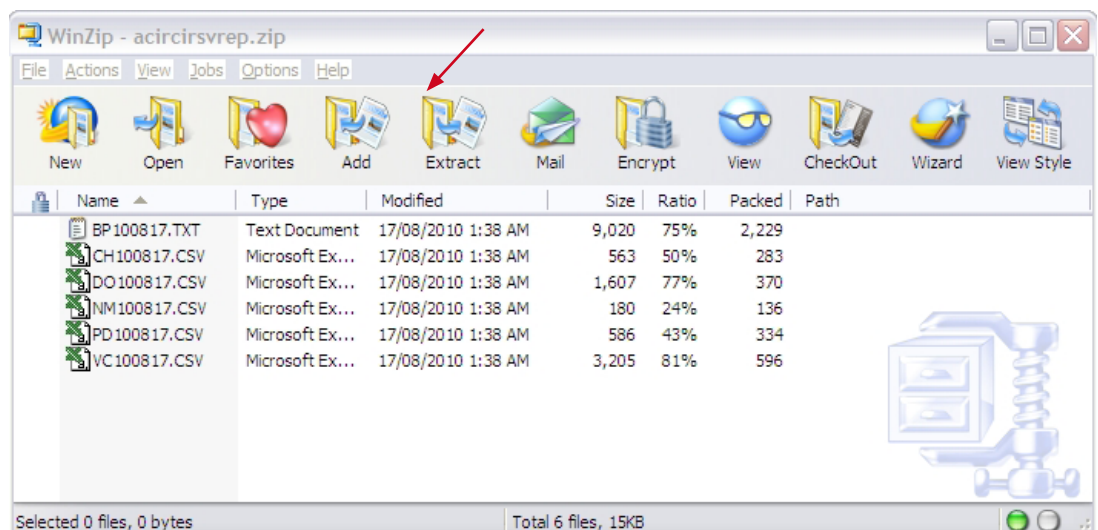 WinZip - acircirsvrep.zip
File Actions View Jobs Options Help
New Open Favorites Add Extract Mail Encrypt View CheckOut Wizard View Style
Name Type Modified Size Ratio Packed Path
BP100817.TXT Text Document 17/08/2010 1:38 AM 9,020 75% 2,229
CH100817.CSV Microsoft Ex... 17/08/2010 1:38 AM 563 50% 283
DO100817.CSV Microsoft Ex... 17/08/2010 1:38 AM 1,607 77% 370
NM100817.CSV Microsoft Ex... 17/08/2010 1:38 AM 180 24% 136
PD100817.CSV Microsoft Ex... 17/08/2010 1:38 AM 586 43% 334
VC100817.CSV Microsoft Ex... 17/08/2010 1:38 AM 3,205 81% 596
Selected 0 files, 0 bytes Total 6 files, 15KB